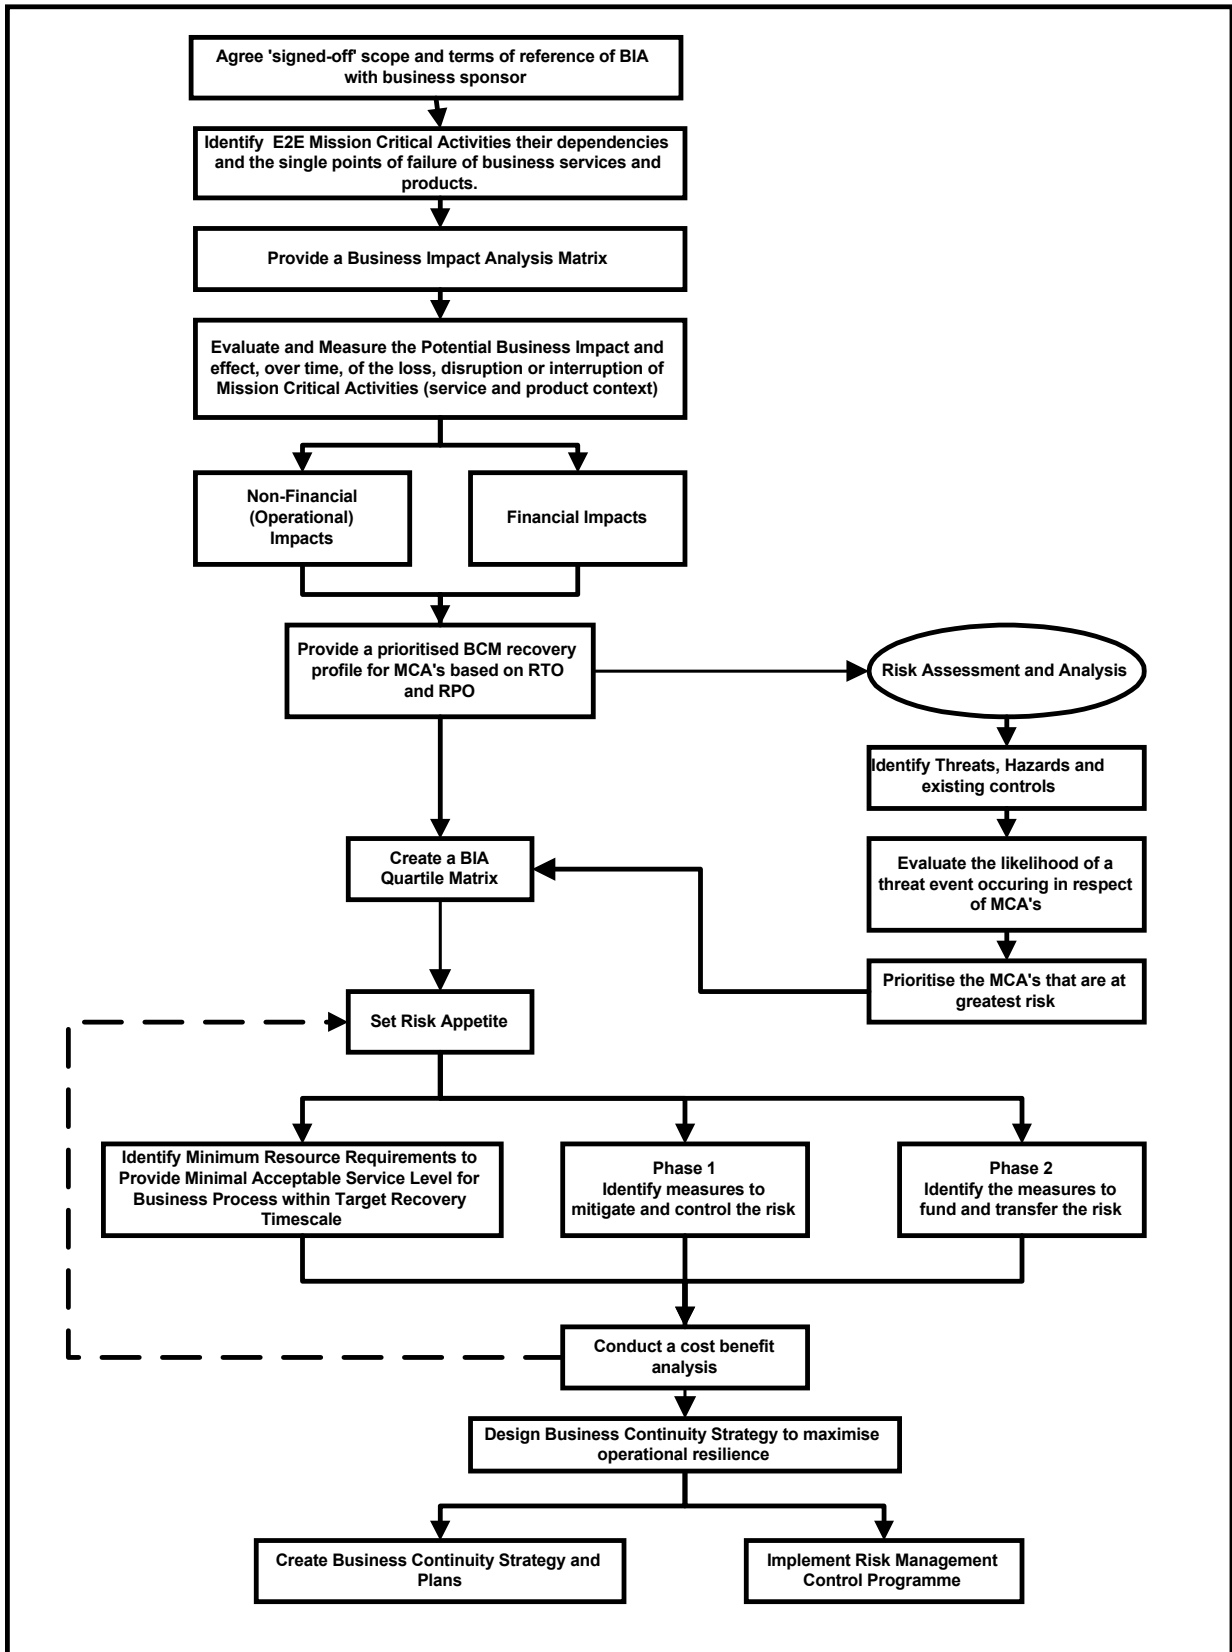 Agree 'signed-off' scope and terms of reference of BIA
with business sponsor
Identify E2E Mission Critical Activities their dependencies
and the single points of failure of business services and
products.
Provide a Business Impact Analysis Matrix
Evaluate and Measure the Potential Business Impact and
effect, over time, of the loss, disruption or interruption of
Mission Critical Activities (service and product context)
Non-Financial
(Operational)
Impacts
Financial Impacts
Provide a prioritised BCM recovery
profile for MCA's based on RTO
and RPO
Risk Assessment and Analysis
Identify Threats, Hazards and
existing controls
Evaluate the likelihood of a
threat event occuring in respect
of MCA's
Prioritise the MCA's that are at
greatest risk
Create a BIA
Quartile Matrix
Set Risk Appetite
Identify Minimum Resource Requirements to
Provide Minimal Acceptable Service Level for
Business Process within Target Recovery
Timescale
Phase 1
Identify measures to
mitigate and control the risk
Phase 2
Identify the measures to
fund and transfer the risk
Conduct a cost benefit
analysis
Design Business Continuity Strategy to maximise
operational resilience
Create Business Continuity Strategy and
Plans
Implement Risk Management
Control Programme